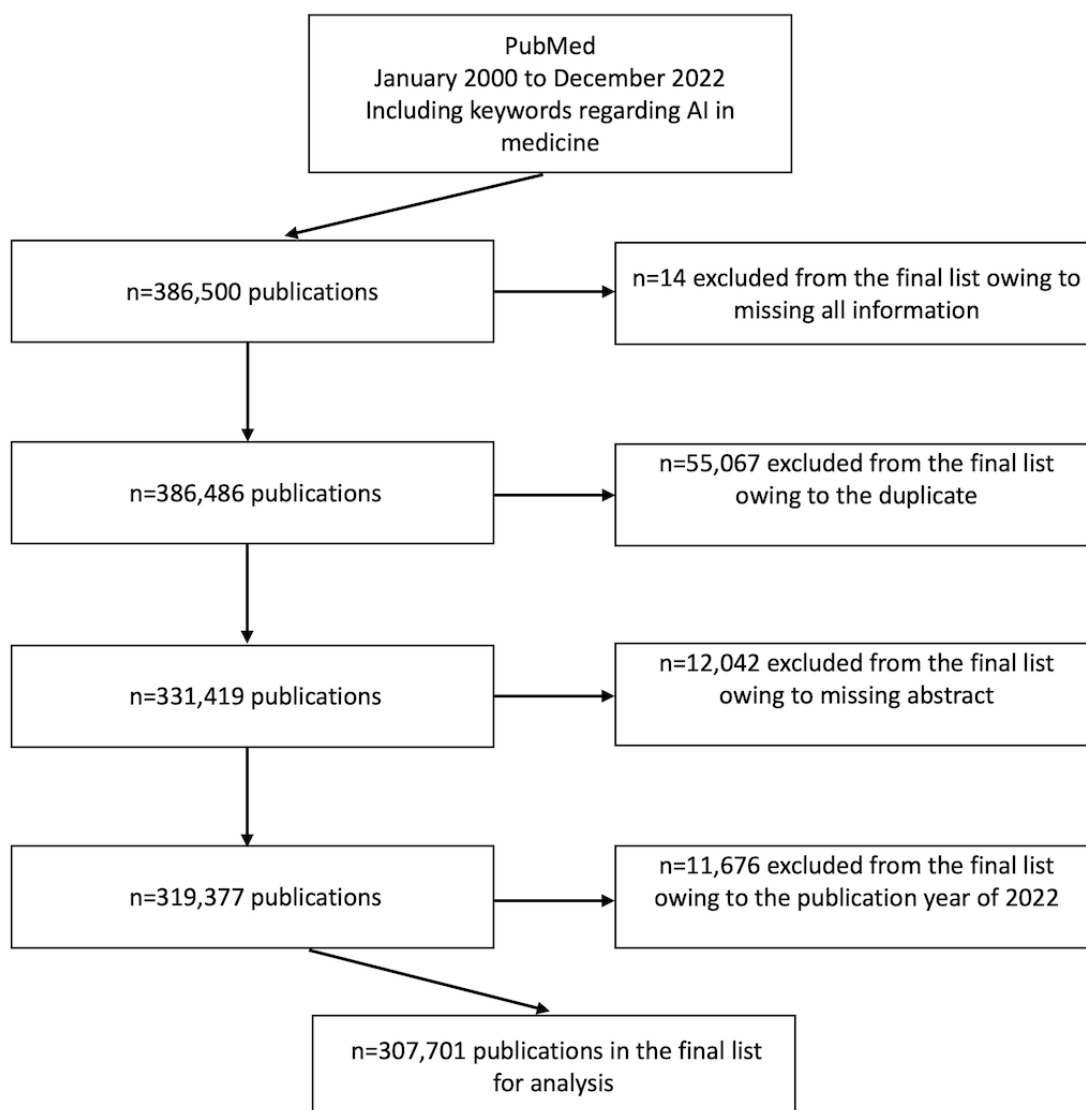 PubMed
January 2000 to December 2022
Including keywords regarding AI in
medicine
n=386,500 publications
n=14 excluded from the final list owing to
missing all information
n=386,486 publications
n=55,067 excluded from the final list
owing to the duplicate
n=331,419 publications
n=12,042 excluded from the final list
owing to missing abstract
n=319,377 publications
n=11,676 excluded from the final list
owing to the publication year of 2022
n=307,701 publications in the final list
for analysis